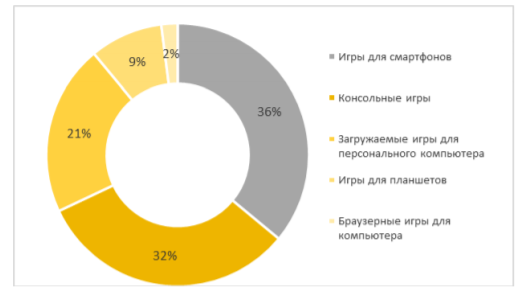 2%
9%
36%
21%
32%
Игры для смартфонов
Консольные игры
Загружаемые игры для
персонального компьютера
Игры для планшетов
Браузерные игры для
компьютера